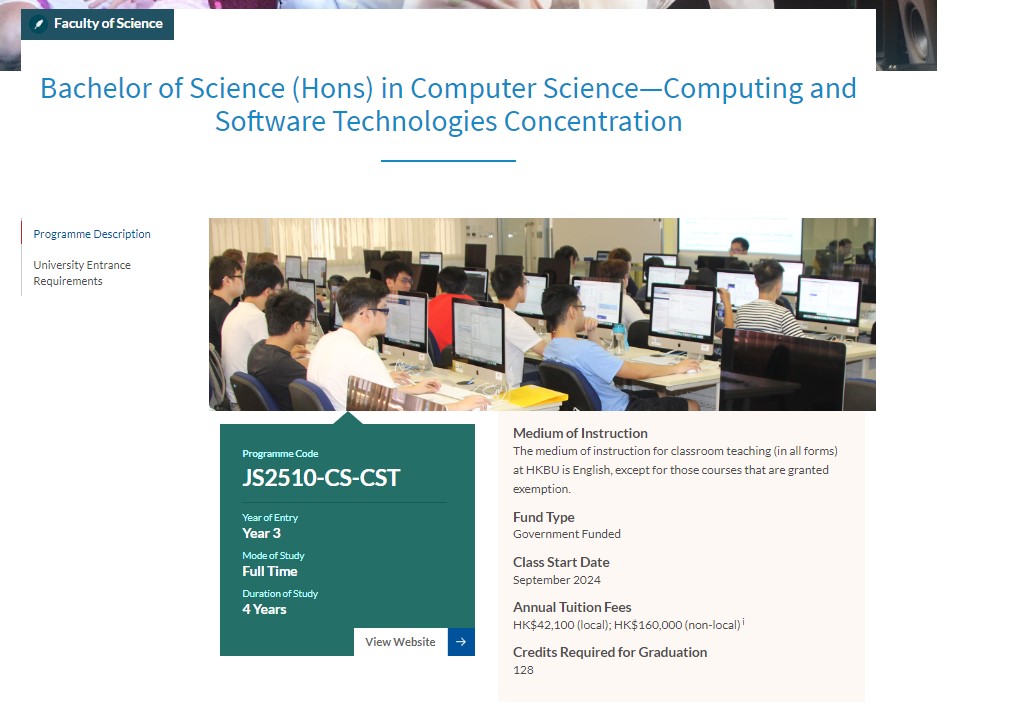 Faculty of Science
Bachelor of Science (Hons) in Computer Science—Computing and
Software Technologies Concentration
Programme Description
University Entrance
Requirements
Programme Code
JS2510-CS-CST
Year of Entry
Year 3
Mode of Study
Full Time
Duration of Study
4 Years
View Website
Medium of Instruction
The medium of instruction for classroom teaching (in all forms)
at HKBU is English, except for those courses that are granted
exemption.
Fund Type
Government Funded
Class Start Date
September 2024
Annual Tuition Fees
HK$42,100 (local); HK$160,000 (non-local) i
Credits Required for Graduation
128